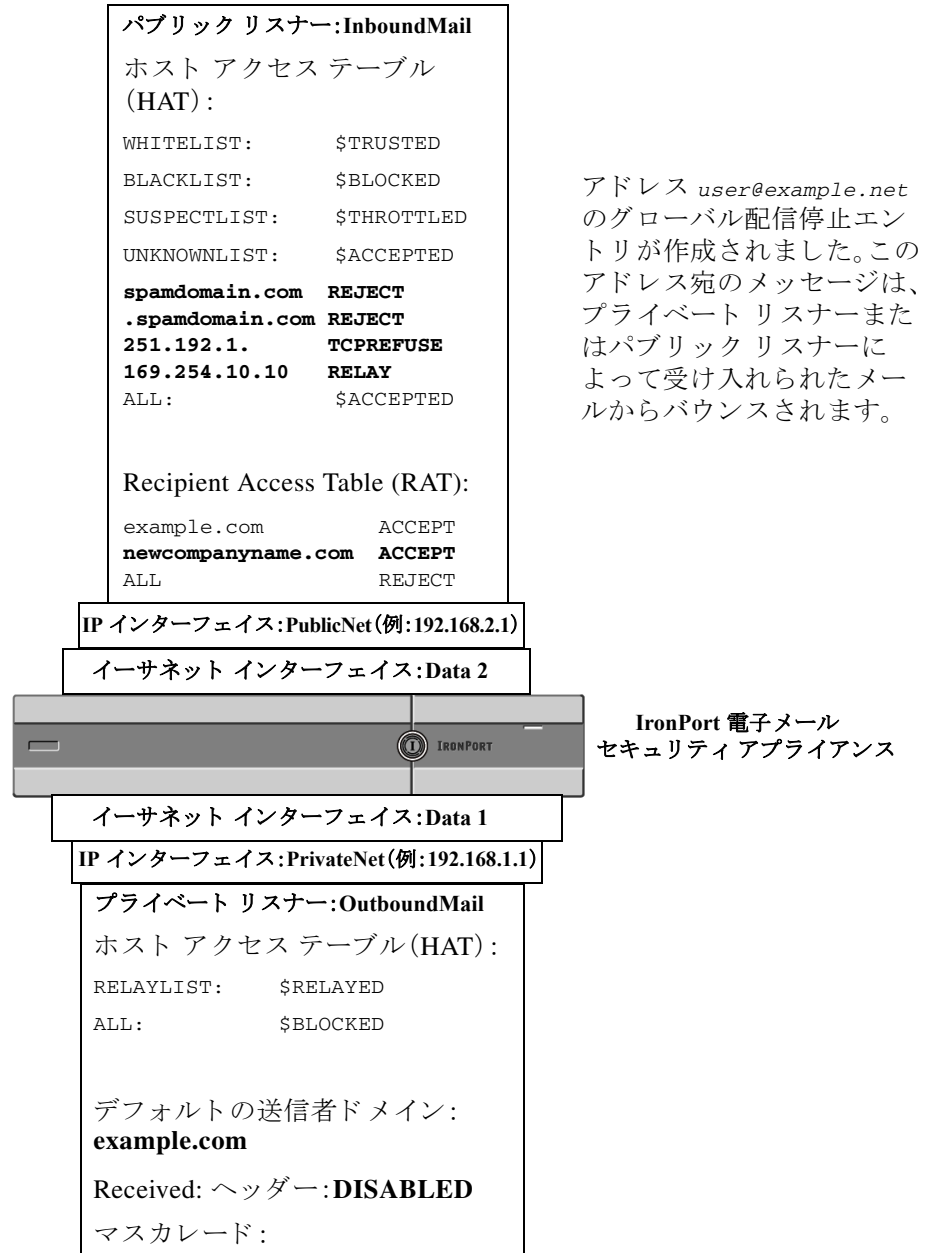 パブリック リスナー:InboundMail
ホスト アクセス テーブル
(HAT):
WHITELIST: $TRUSTED
BLACKLIST: $BLOCKED
SUSPECTLIST: $THROTTLED
UNKNOWNLIST: $ACCEPTED
spamdomain.com REJECT
.spamdomain.com REJECT
251.192.1. TCPREFUSE
169.254.10.10 RELAY
ALL: $ACCEPTED
Recipient Access Table (RAT):
example.com ACCEPT
newcompanyname.com ACCEPT
ALL REJECT
アドレス user@example.net
のグローバル配信停止エン
トリが作成されました。この
アドレス宛のメッセージは、
プライベート リスナーまた
はパブリック リスナーに
よって受け入れられたメー
ルからバウンスされます。
IP インターフェイス:PublicNet(例:192.168.2.1)
イーサネット インターフェイス:Data 2
IRONPORT
IronPort 電子メール
セキュリティ アプライアンス
イーサネット インターフェイス:Data 1
IP インターフェイス:PrivateNet(例:192.168.1.1)
プライベート リスナー:OutboundMail
ホスト アクセス テーブル(HAT):
RELAYLIST: $RELAYED
ALL: $BLOCKED
デフォルトの送信者ドメイン:
example.com
Received: ヘッダー:DISABLED
マスカレード: